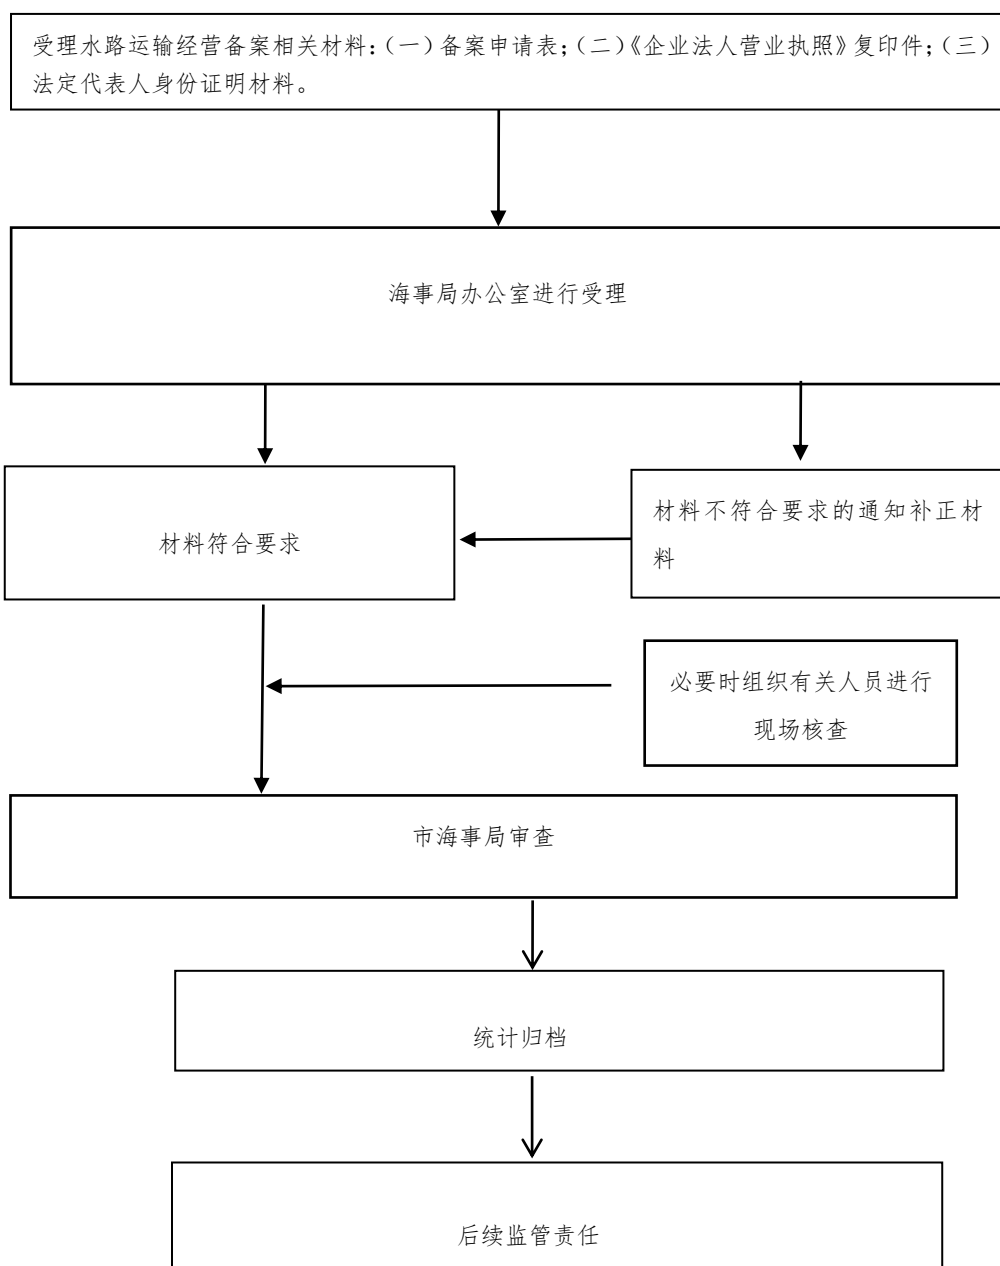 受理水路运输经营备案相关材料：（一）备案申请表；（二）《企业法人营业执照》复印件；（三）
法定代表人身份证明材料。
海事局办公室进行受理
材料符合要求
材料不符合要求的通知补正材
料
必要时组织有关人员进行
现场核查
市海事局审查
统计归档
后续监管责任